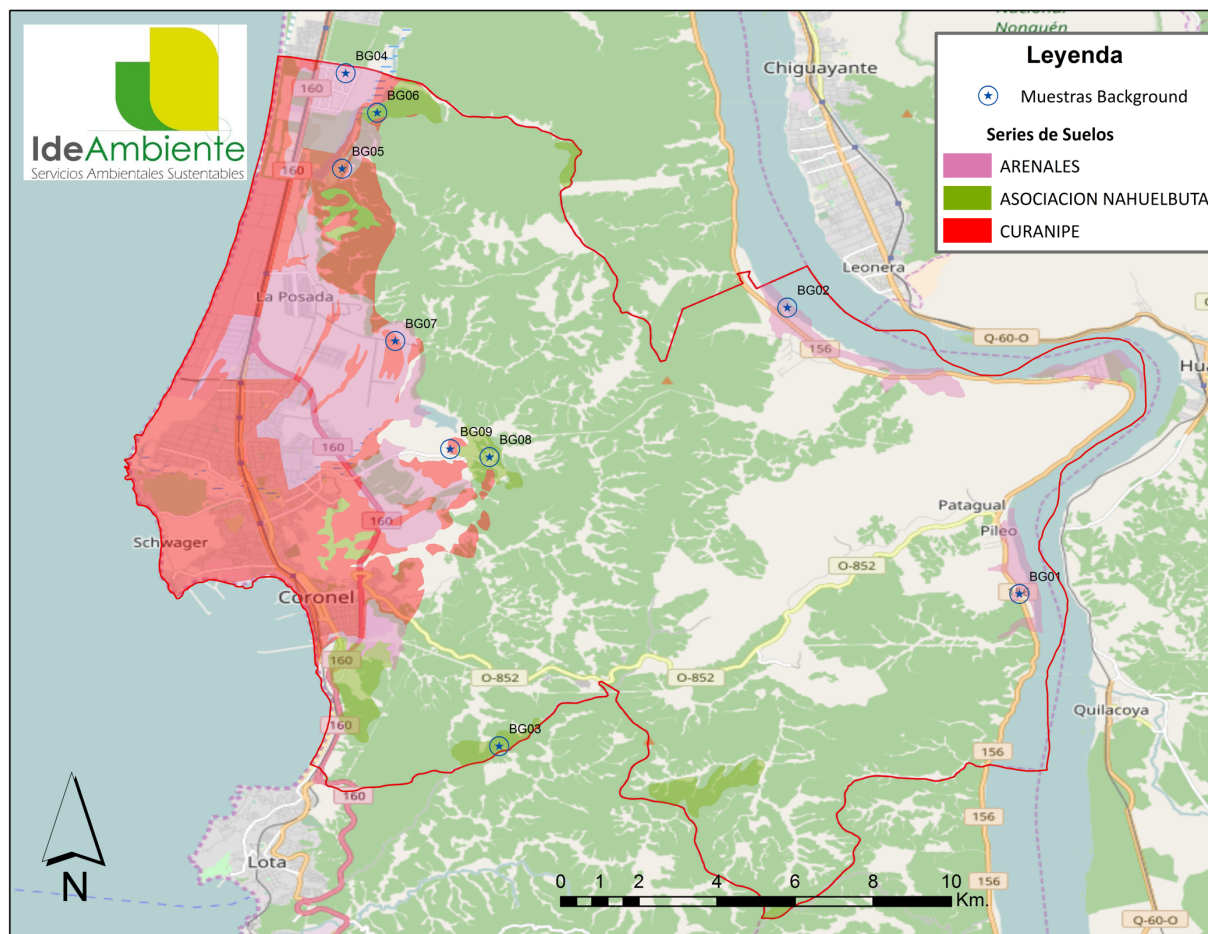 IdeAmbiente
Servicios Ambientales Sustentables
Nonguén
Chiguayante
Leyenda
Muestras Background
Series de Suelos
ARENALES
ASOCIACION NAHUELBUTA
CURANIPE
BG04
160
BG06
160
BG05
Leonera
La Posada
BG02
Q-60-O
156
Hua
BG07
160
BG09
BG08
160
Patagual
Pileo
Schwager
O-852
BG01
Coronel
160
O-852
O-852
Quilacoya
160
BG03
156
160
156
Lota
156
Q-60-O
N
0 1 2 4 6 8 10
Km.